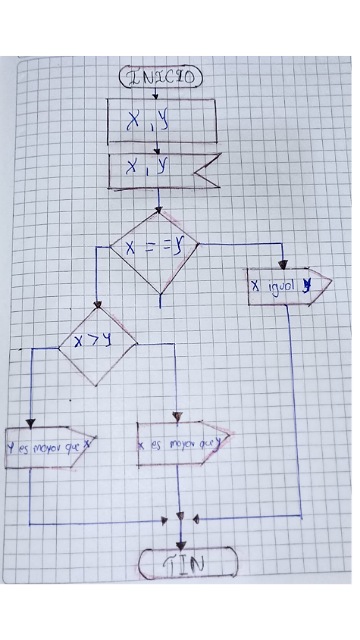 INICIO
X, y
X, y
X = = y
X igual y
X > y
y es mayor que x
x es mayor que y
FIN